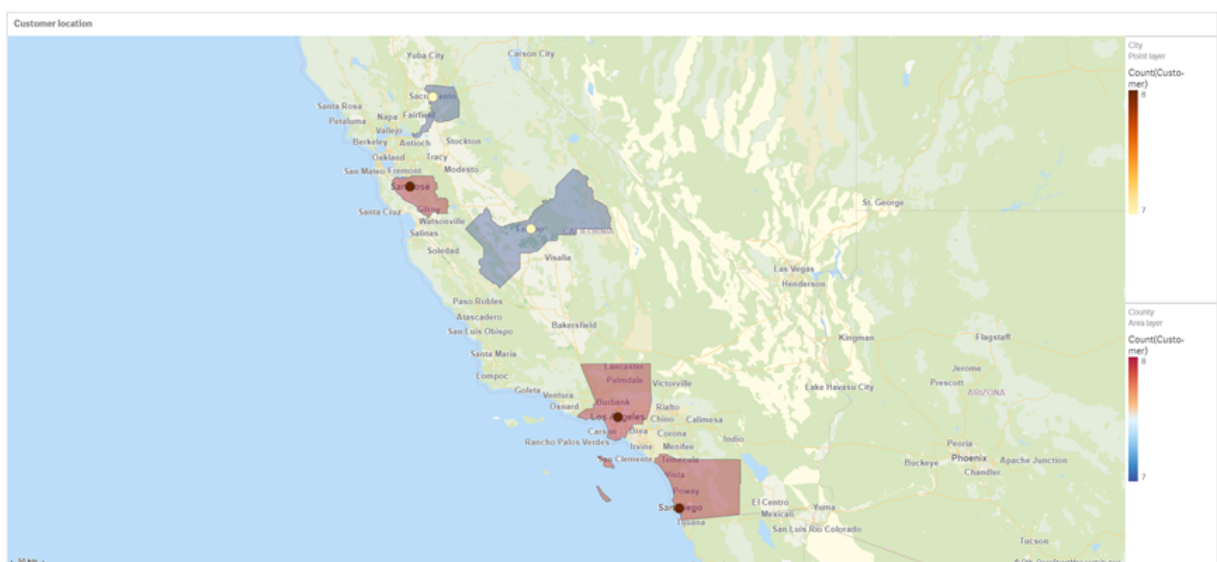 Customer location
City
Point layer
Count(Custo-
mer)
8
7
County
Area layer
Count(Custo-
mer)
8
7
Yuba City
Carson City
Santa Rosa
Petaluma
Napa
Fairfield
Vallejo
Berkeley
Antioch
Stockton
Oakland
Tracy
San Mateo
Fremont
Modesto
San Jose
Gilroy
Santa Cruz
Watsonville
Salinas
Soledad
CALIFORNIA
Visalia
St. George
Las Vegas
Henderson
Paso Robles
Atascadero
San Luis Obispo
Bakersfield
Santa Maria
Lompoc
Goleta
Ventura
Oxnard
Lancaster
Palmdale
Victorville
Burbank
Los Angeles
Rialto
Chino
Calimesa
Carson
Brea
Corona
Rancho Palos Verdes
Irvine
Menifee
Indio
San Clemente
Temecula
Vista
Poway
San Diego
Tijuana
El Centro
Mexicali
Yuma
San Luis Rio Colorado
Kingman
Flagstaff
Lake Havasu City
Jerome
Prescott
ARIZONA
Peoria
Buckeye
Phoenix
Apache Junction
Chandler
Tucson